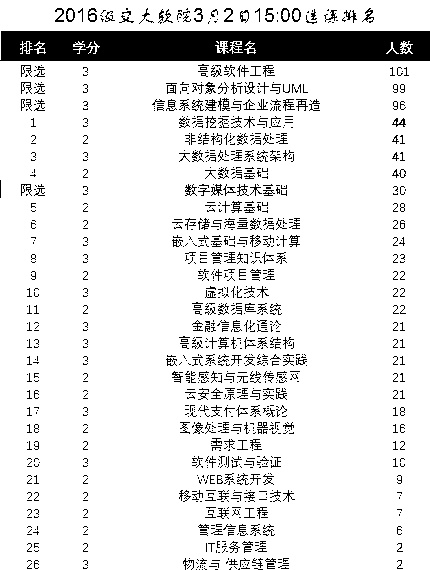 2016级交大软院3月2日15:00选课排名
排名 学分 课程名 人数
限选 3 高级软件工程 101
限选 3 面向对象分析设计与UML 99
限选 3 信息系统建模与企业流程再造 96
1 3 数据挖掘技术与应用 44
2 2 非结构化数据处理 41
3 3 大数据处理系统架构 41
4 2 大数据基础 40
限选 3 数字媒体技术基础 30
5 2 云计算基础 28
6 2 云存储与海量数据处理 26
7 3 嵌入式基础与移动计算 24
8 3 项目管理知识体系 23
9 2 软件项目管理 22
10 3 虚拟化技术 22
11 2 高级数据库系统 22
12 3 金融信息化通论 21
13 3 高级计算机体系结构 21
14 3 嵌入式系统开发综合实践 21
15 2 智能感知与无线传感网 21
16 2 云安全原理与实践 21
17 3 现代支付体系概论 18
18 2 图像处理与机器视觉 16
19 2 需求工程 12
20 3 软件测试与验证 10
21 2 WEB系统开发 9
22 2 移动互联与接口技术 7
23 2 互联网工程 7
24 2 管理信息系统 6
25 2 IT服务管理 2
26 3 物流与 供应链管理 2